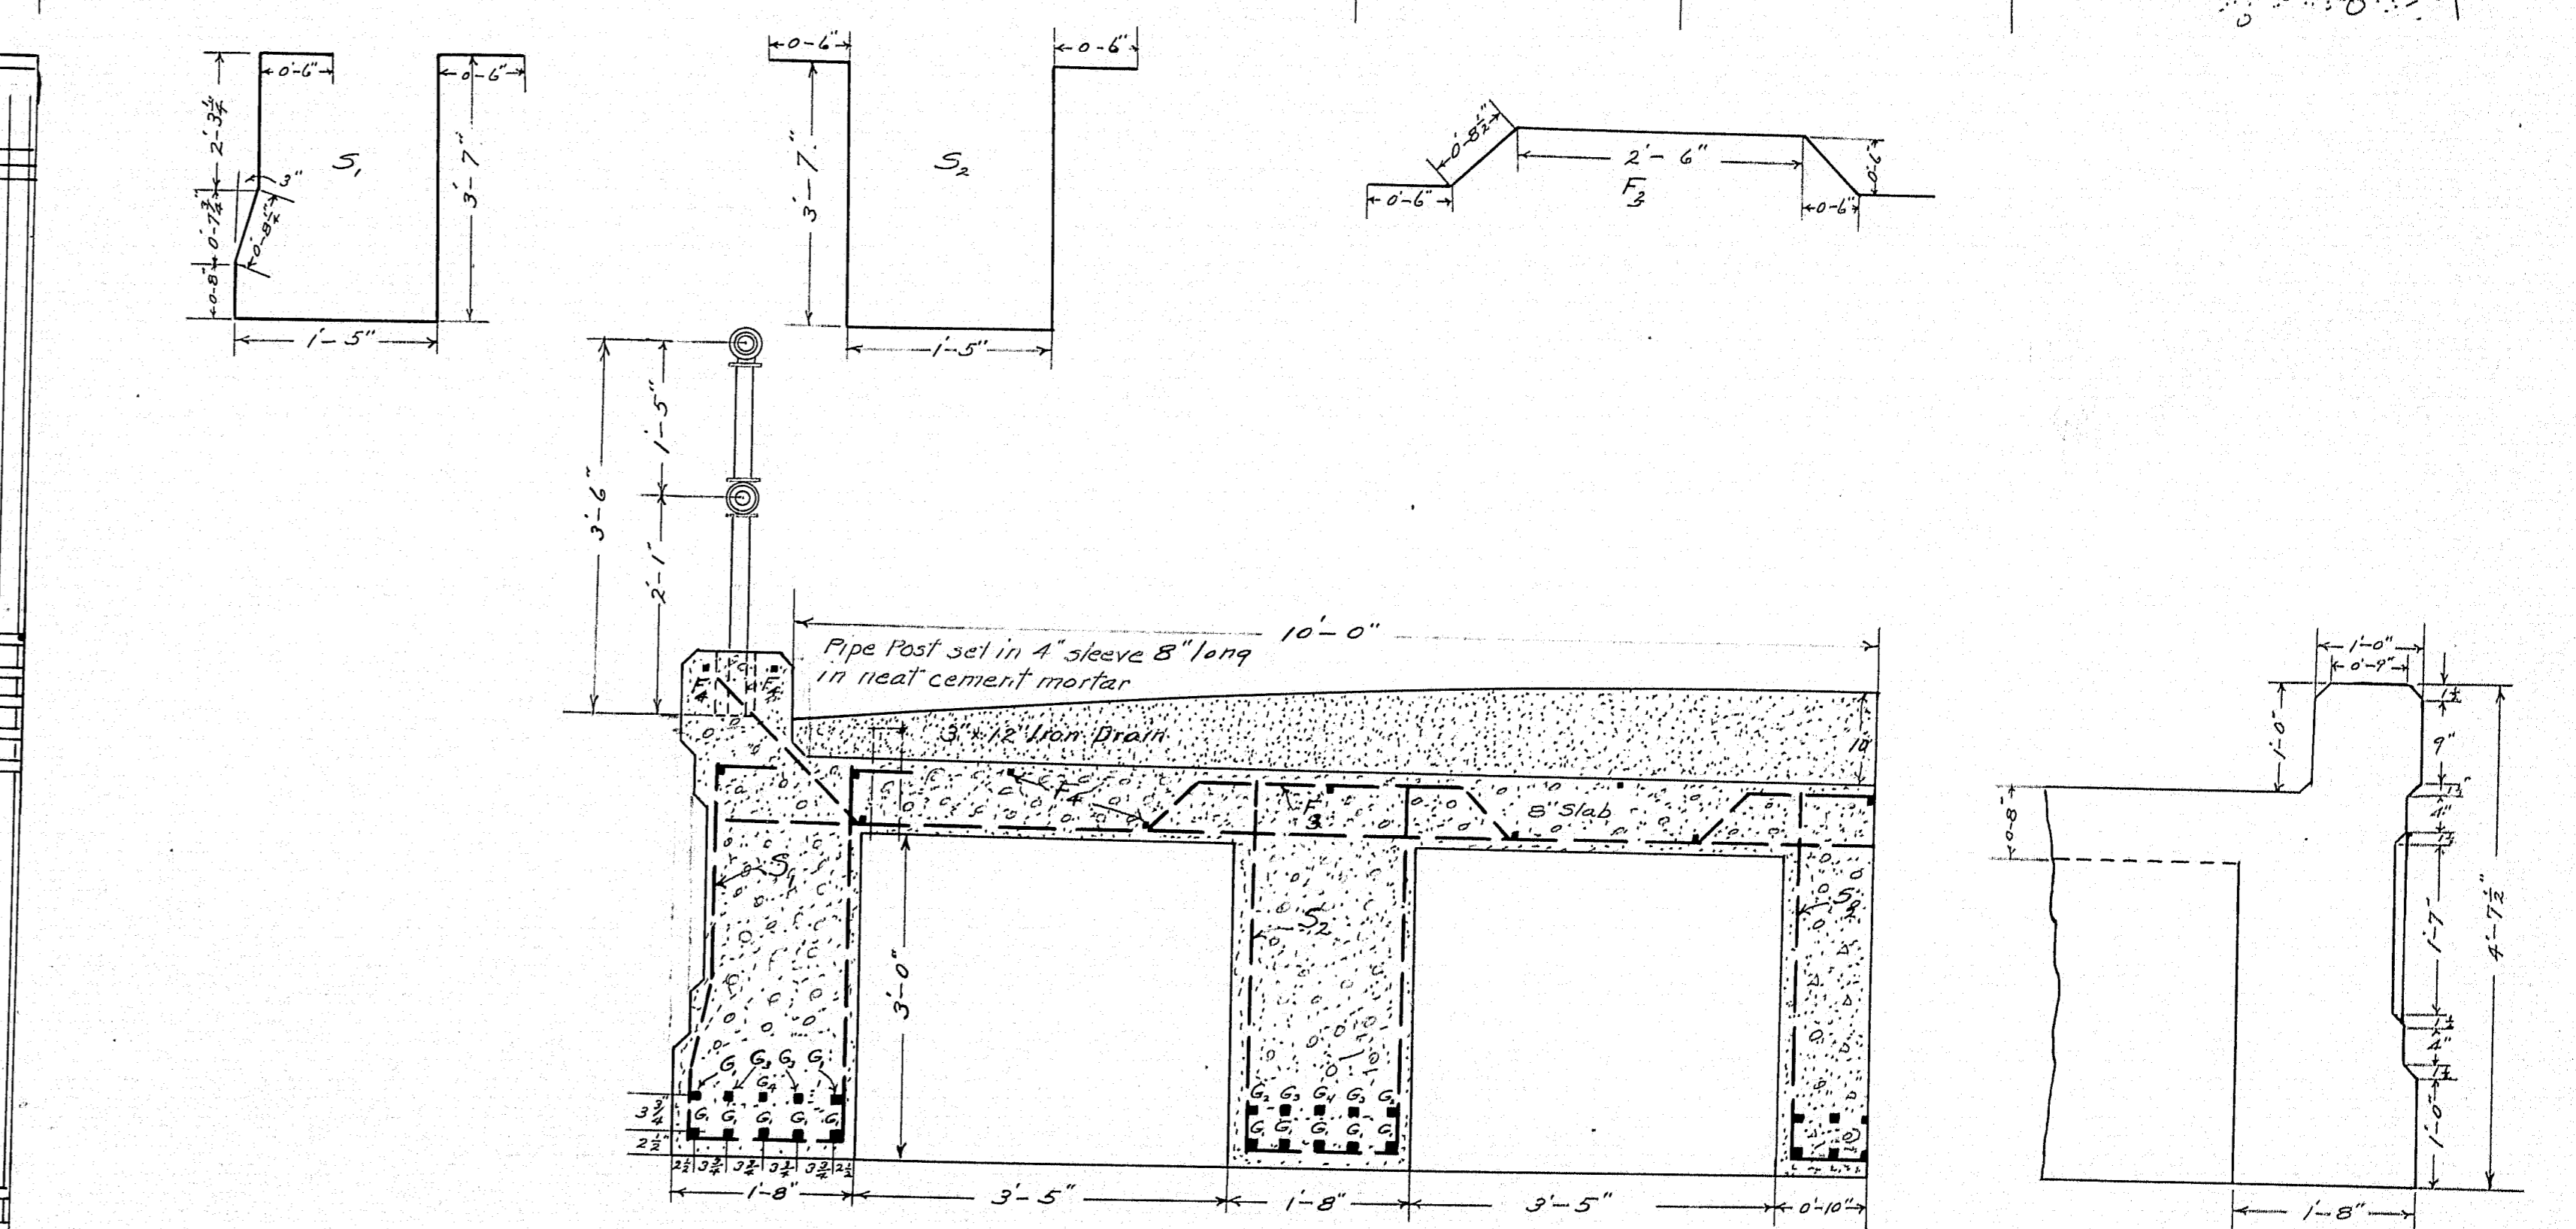 0'-6"
0-6"
2'-3¼"
S₁
3'-7"
3"
0'-7¾"
0'-8½"
0-8"
1'-5"
0-6"
0-6"
3'-7"
S₂
1'-5"
0'-8½"
2'-6"
F₃
0-6"
0-6"
0-6"
3'-6"
1'-5"
2'-1"
10'-0"
Pipe Post set in 4" sleeve 8" long
in neat cement mortar
3" x 12" Iron Drain
10"
F₄
F₃
8" Slab
S₁
S₂
S₂
3'-0"
G₁ G₃ G₃ G₁
G₄
G₁ G₁ G₁ G₁ G₁
G₂ G₃ G₄ G₃ G₂
G₁ G₁ G₁ G₁ G₁
3¾"
2½"
2½ 3¾ 3¾ 3¾ 3¾ 2½
1'-8"
3'-5"
1'-8"
3'-5"
0'-10"
1'-0"
0'-9"
1'-0"
0-8"
9"
4"
1'-7"
4"
1'-0"
4'-7½"
1'-8"